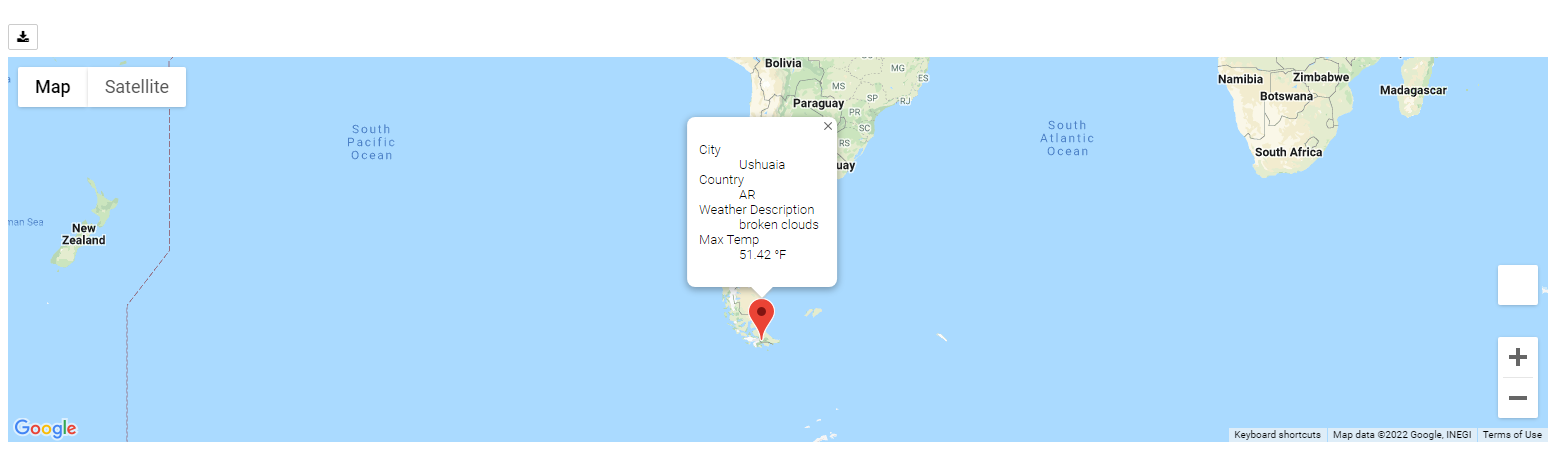 Map
Satellite
Bolivia
MG
ES
MS
SP
RJ
Paraguay
PR
SC
RS
uay
South
Pacific
Ocean
South
Atlantic
Ocean
Namibia
Zimbabwe
Botswana
Madagascar
South Africa
man Sea
New
Zealand
City
Ushuaia
Country
AR
Weather Description
broken clouds
Max Temp
51.42 °F
Google
Keyboard shortcuts
Map data ©2022 Google, INEGI
Terms of Use